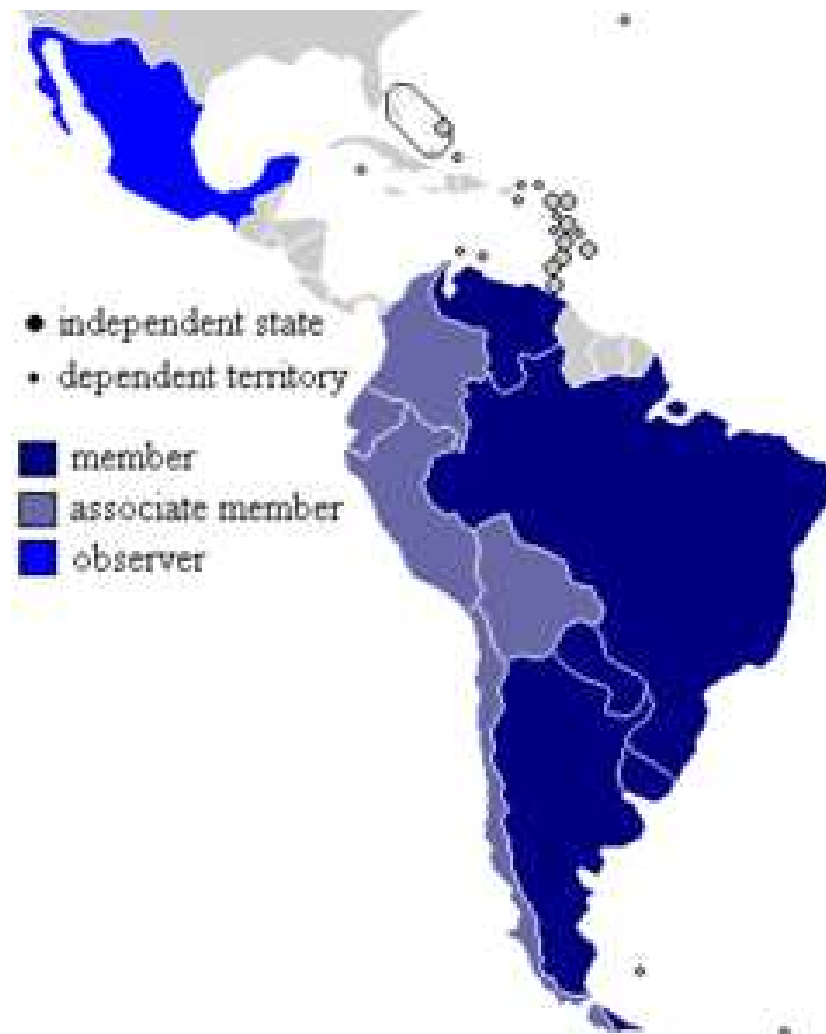 independent state
dependent territory
member
associate member
observer